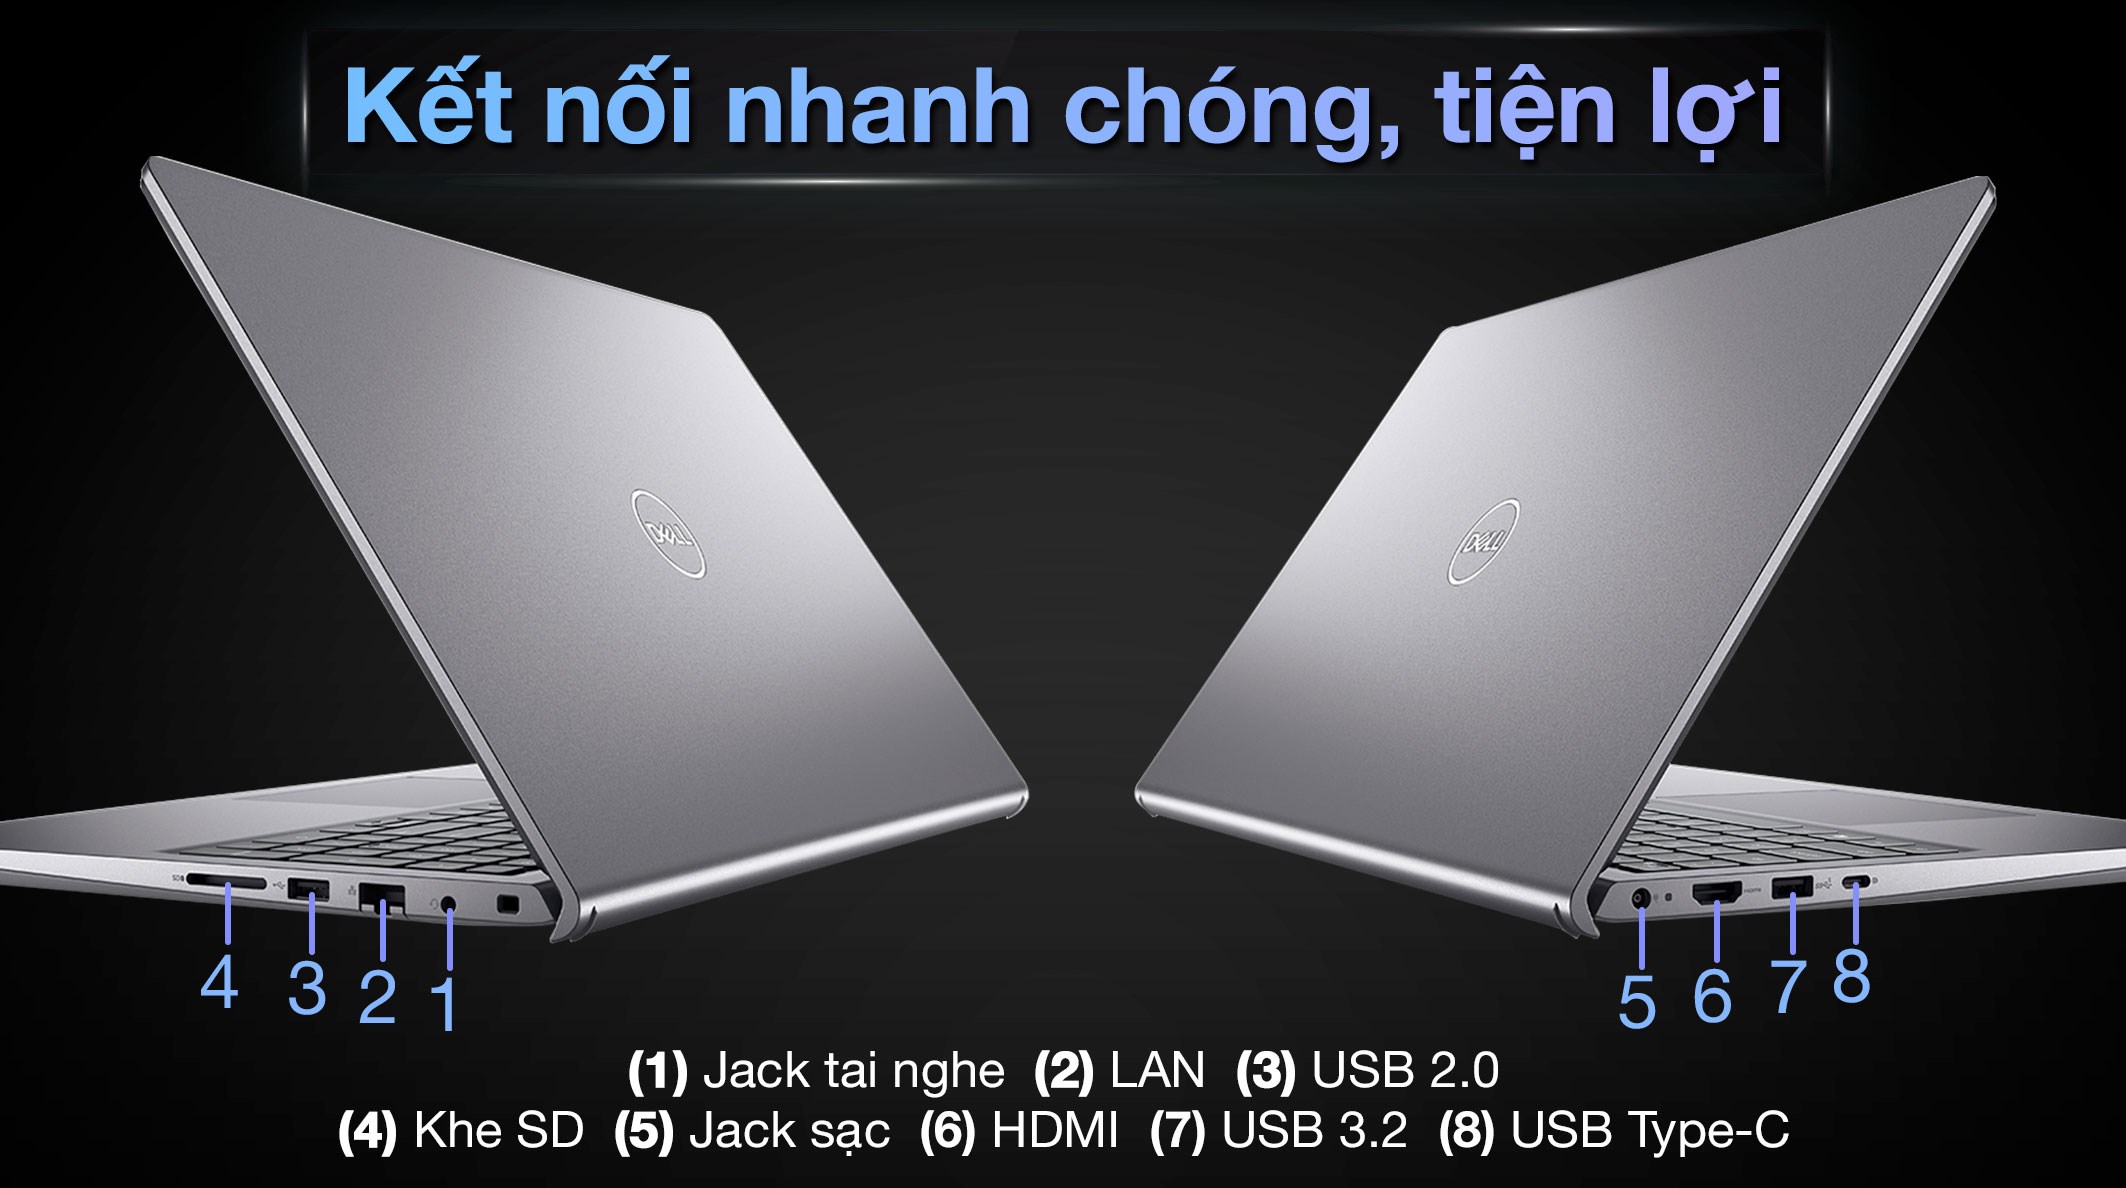 Kết nối nhanh chóng, tiện lợi
DELL
DELL
4
3
2
1
5
6
7
8
(1) Jack tai nghe (2) LAN (3) USB 2.0
(4) Khe SD (5) Jack sạc (6) HDMI (7) USB 3.2 (8) USB Type-C